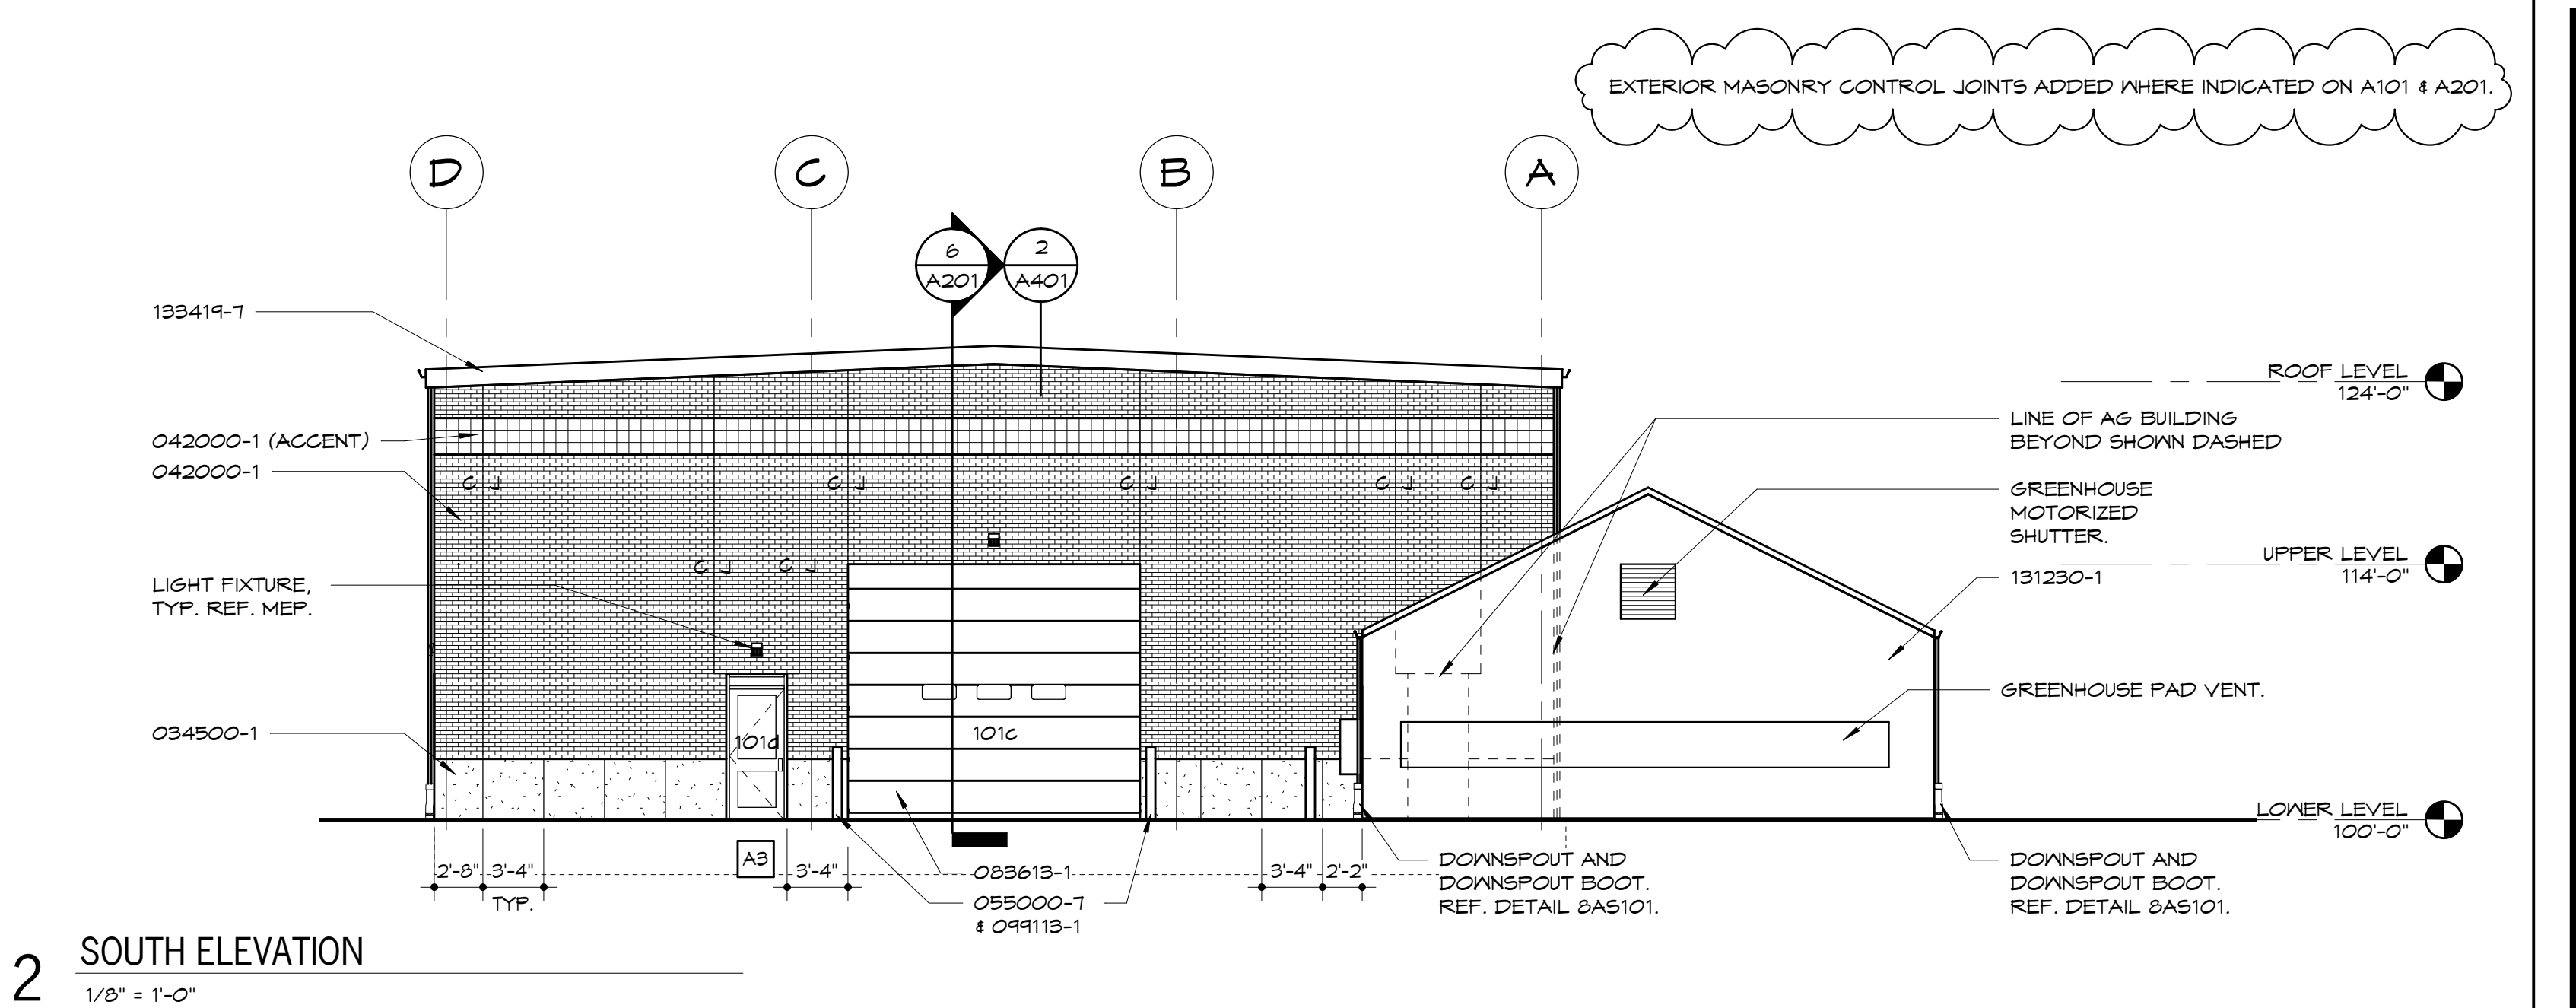 EXTERIOR MASONRY CONTROL JOINTS ADDED WHERE INDICATED ON A101 & A201.
D
C
B
A
6
A201
2
A401
133419-7
ROOF LEVEL
124'-0"
042000-1 (ACCENT)
042000-1
LINE OF AG BUILDING
BEYOND SHOWN DASHED
C J
C J
C J
C J
C J
GREENHOUSE
MOTORIZED
SHUTTER.
C J
C J
UPPER LEVEL
114'-0"
131230-1
LIGHT FIXTURE,
TYP. REF. MEP.
GREENHOUSE PAD VENT.
034500-1
101d
101c
LOWER LEVEL
100'-0"
A3
2'-8"
3'-4"
TYP.
3'-4"
083613-1
055000-7
& 099113-1
3'-4"
2'-2"
DOWNSPOUT AND
DOWNSPOUT BOOT.
REF. DETAIL 8AS101.
DOWNSPOUT AND
DOWNSPOUT BOOT.
REF. DETAIL 8AS101.
2
SOUTH ELEVATION
1/8" = 1'-0"